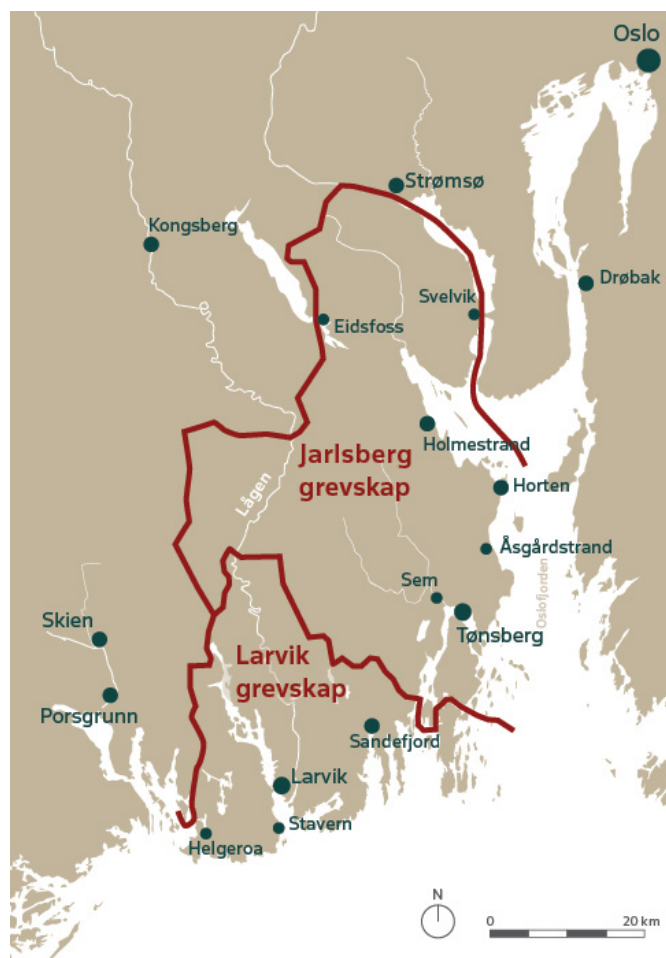 Oslo
Strømsø
Kongsberg
Drøbak
Svelvik
Eidsfoss
Holmestrand
Jarlsberg
grevskap
Horten
Lågen
Åsgårdstrand
Sem
Oslofjorden
Tønsberg
Skien
Larvik
grevskap
Porsgrunn
Sandefjord
Larvik
Stavern
Helgeroa
N
0
20 km